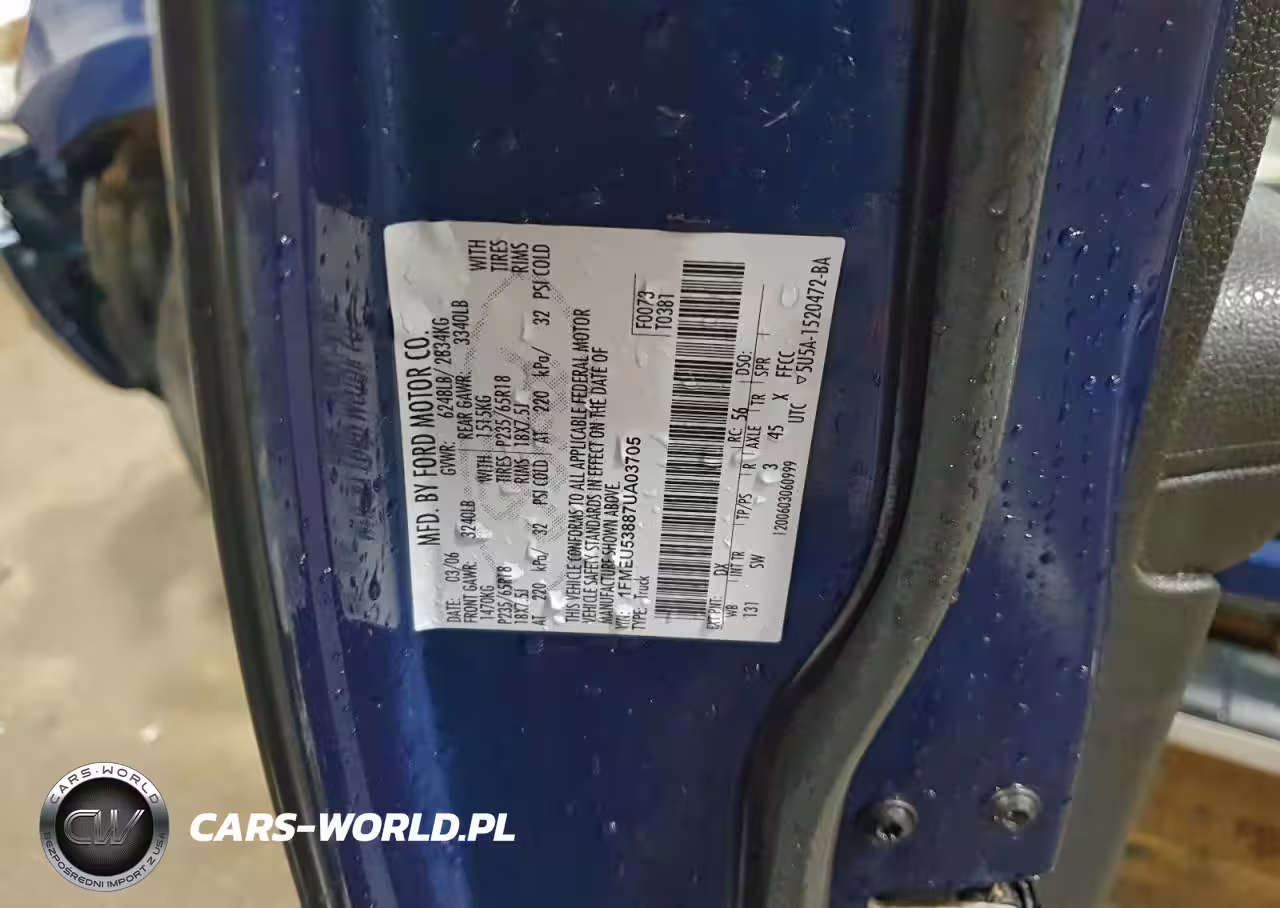 MFD. BY FORD MOTOR CO.
DATE: 03/06 GVWR: 6248LB/ 2834KG
FRONT GAWR: 3240LB REAR GAWR: 3340LB
1470KG WITH 1515KG WITH
P235/65R18 TIRES P235/65R18 TIRES
18X7.5J RIMS 18X7.5J RIMS
AT 220 kPa/ 32 PSI COLD AT 220 kPa/ 32 PSI COLD
THIS VEHICLE CONFORMS TO ALL APPLICABLE FEDERAL MOTOR
VEHICLE SAFETY STANDARDS IN EFFECT ON THE DATE OF
MANUFACTURE SHOWN ABOVE.
VIN: 1FMEU53887UA03705
TYPE: Truck
F0073
T0381
EXT PNT: DX RC: 56 DSO:
WB INT TR TP/PS R AXLE TR SPR
131 SW 3 45 X FFCC
1200603060999 UTC ▽5U5A-1520472-BA
CARS-WORLD
CW
BEZPOŚREDNI IMPORT Z USA
CARS-WORLD.PL